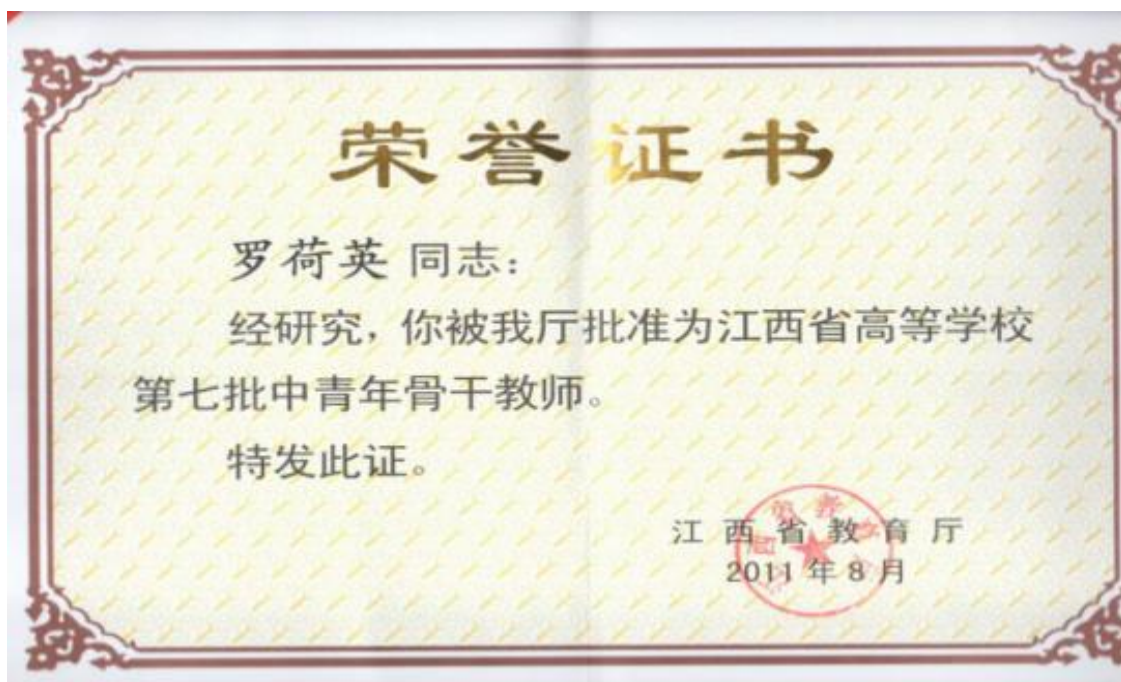 荣誉证书
罗荷英 同志：
经研究，你被我厅批准为江西省高等学校
第七批中青年骨干教师。
特发此证。
江西省教育厅
2011年8月